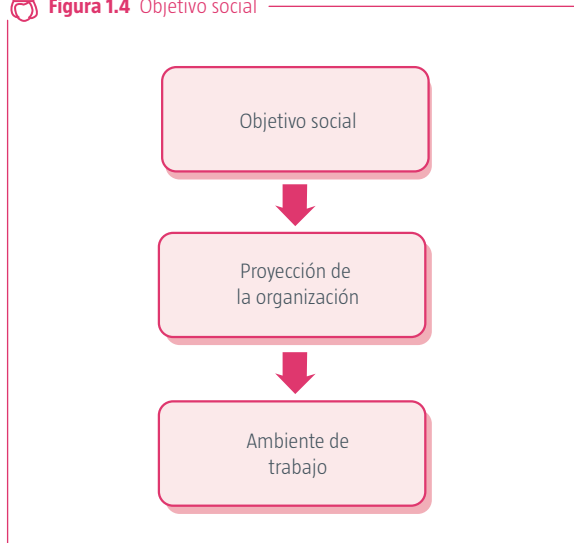 Figura 1.4 Objetivo social
Objetivo social
Proyección de
la organización
Ambiente de
trabajo